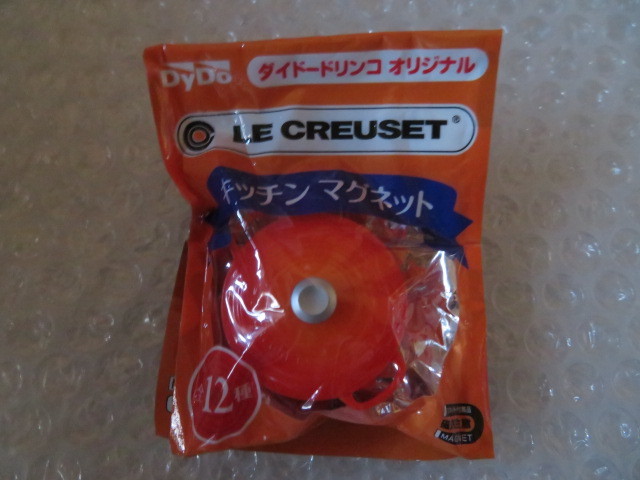 DyDo
ダイドードリンコ オリジナル
LE CREUSET®
キッチン マグネット
全12種
MAGNET